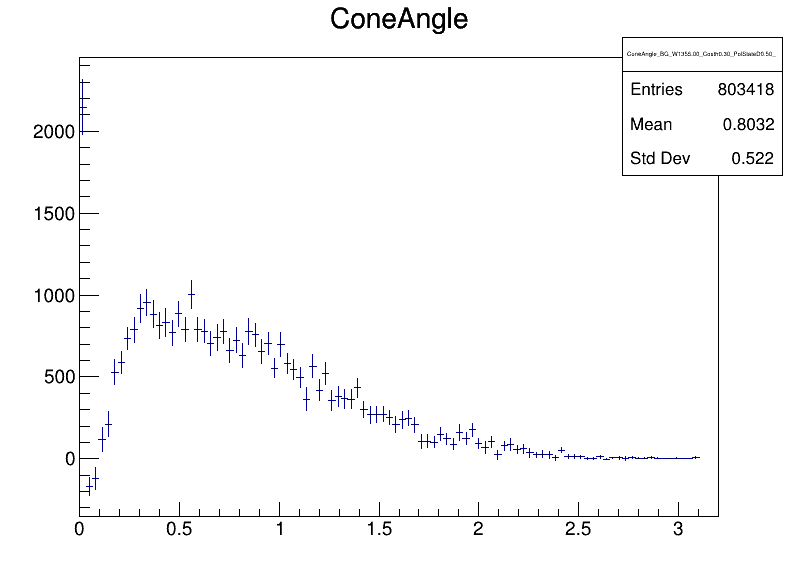 ConeAngle
ConeAngle_BG_W1355.00_Costh0.30_PolStateD0.50_
Entries 803418
Mean 0.8032
Std Dev 0.522
2000
1500
1000
500
0
0 0.5 1 1.5 2 2.5 3